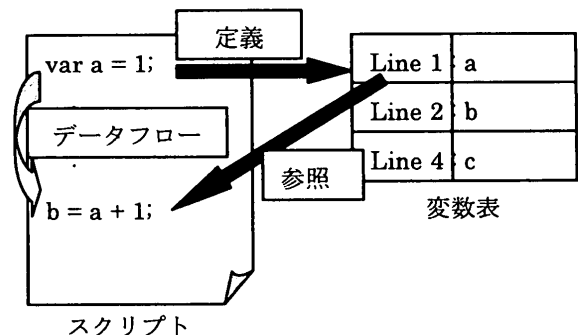 定義
var a = 1;
データフロー
b = a + 1;
参照
Line 1 a
Line 2 b
Line 4 c
変数表
スクリプト